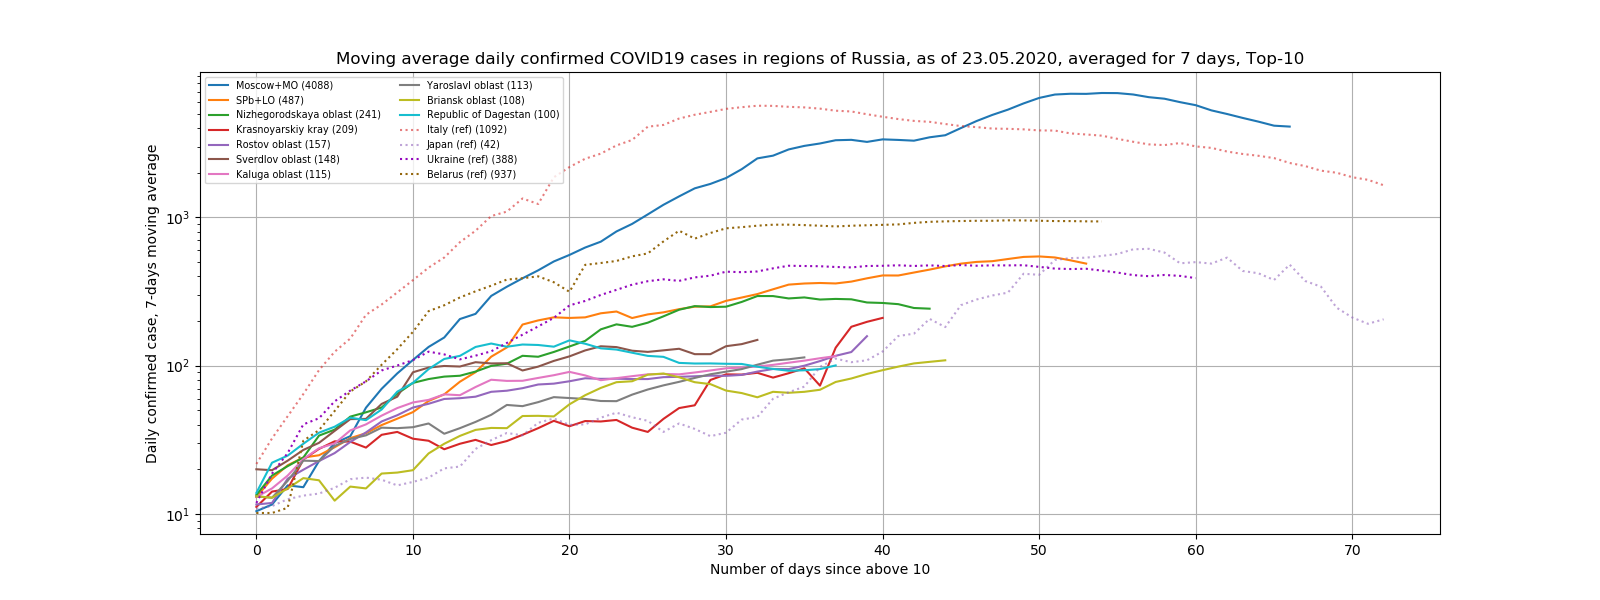 Moving average daily confirmed COVID19 cases in regions of Russia, as of 23.05.2020, averaged for 7 days, Top-10
Moscow+MO (4088)
SPb+LO (487)
Nizhegorodskaya oblast (241)
Krasnoyarskiy kray (209)
Rostov oblast (157)
Sverdlov oblast (148)
Kaluga oblast (115)
Yaroslavl oblast (113)
Briansk oblast (108)
Republic of Dagestan (100)
Italy (ref) (1092)
Japan (ref) (42)
Ukraine (ref) (388)
Belarus (ref) (937)
Daily confirmed case, 7-days moving average
10³
10²
10¹
0 10 20 30 40 50 60 70
Number of days since above 10